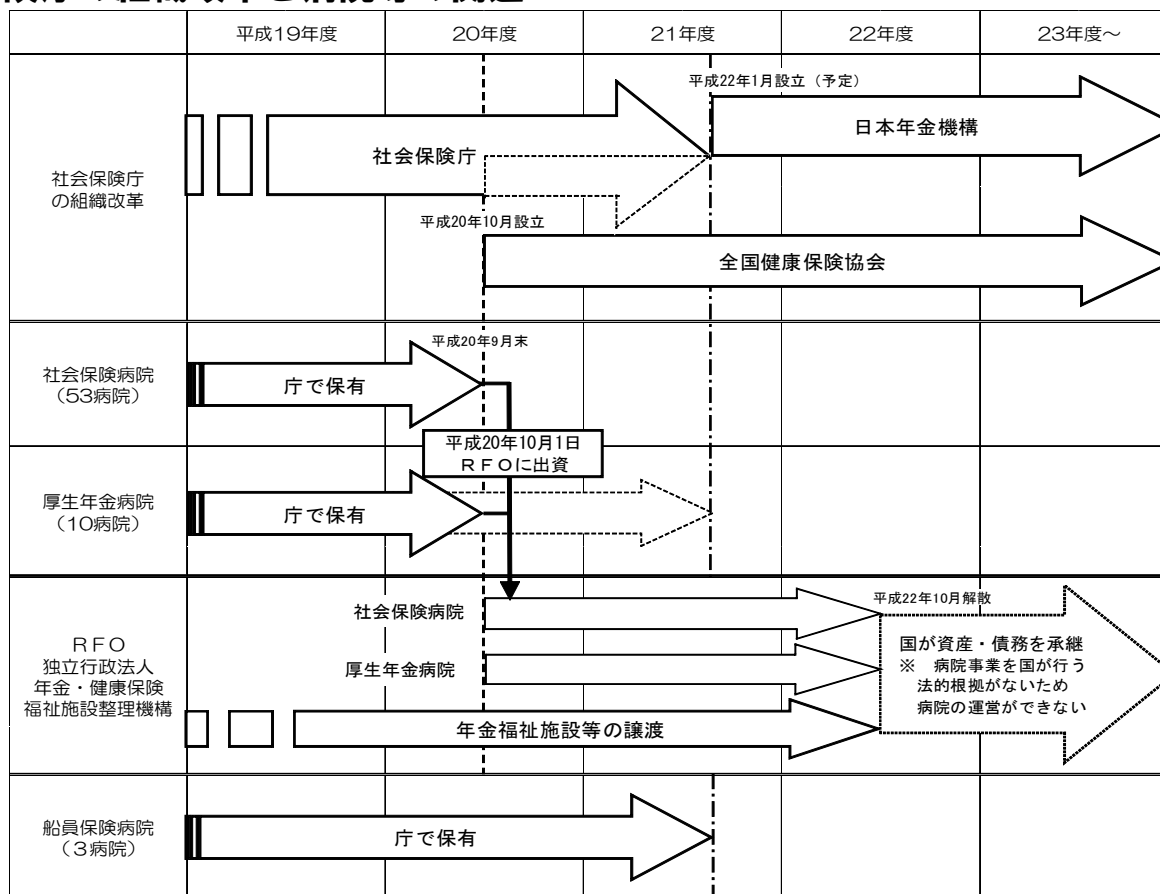 平成19年度
20年度
21年度
22年度
23年度～
社会保険庁
の組織改革
社会保険庁
平成22年1月設立（予定）
日本年金機構
平成20年10月設立
全国健康保険協会
社会保険病院
（53病院）
庁で保有
平成20年9月末
平成20年10月1日
ＲＦＯに出資
厚生年金病院
（10病院）
庁で保有
ＲＦＯ
独立行政法人
年金・健康保険
福祉施設整理機構
社会保険病院
厚生年金病院
年金福祉施設等の譲渡
平成22年10月解散
国が資産・債務を承継
※　病院事業を国が行う
法的根拠がないため
病院の運営ができない
船員保険病院
（3病院）
庁で保有